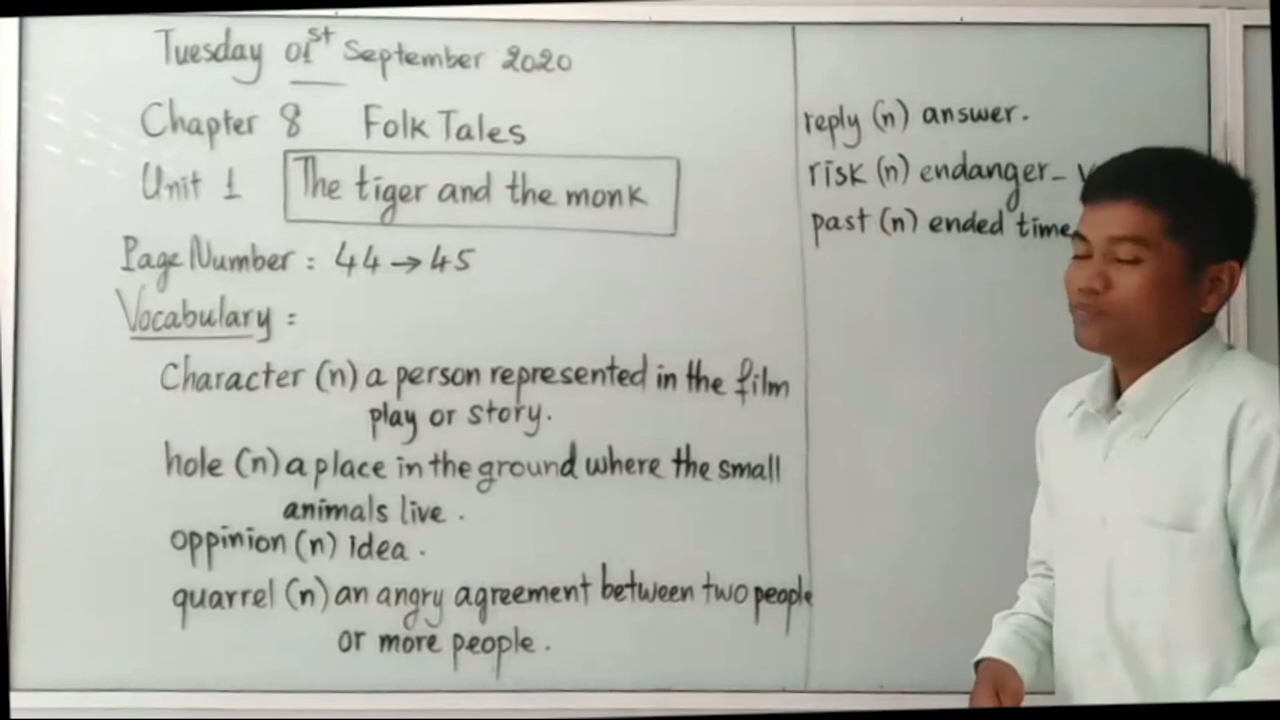 Tuesday 01st September 2020
Chapter 8 Folk Tales
Unit 1 The tiger and the monk
Page Number : 44 → 45
Vocabulary :
Character (n) a person represented in the film
play or story.
hole (n) a place in the ground where the small
animals live .
oppinion (n) idea .
quarrel (n) an angry agreement between two people
or more people .
reply (n) answer .
risk (n) endanger –
past (n) ended time